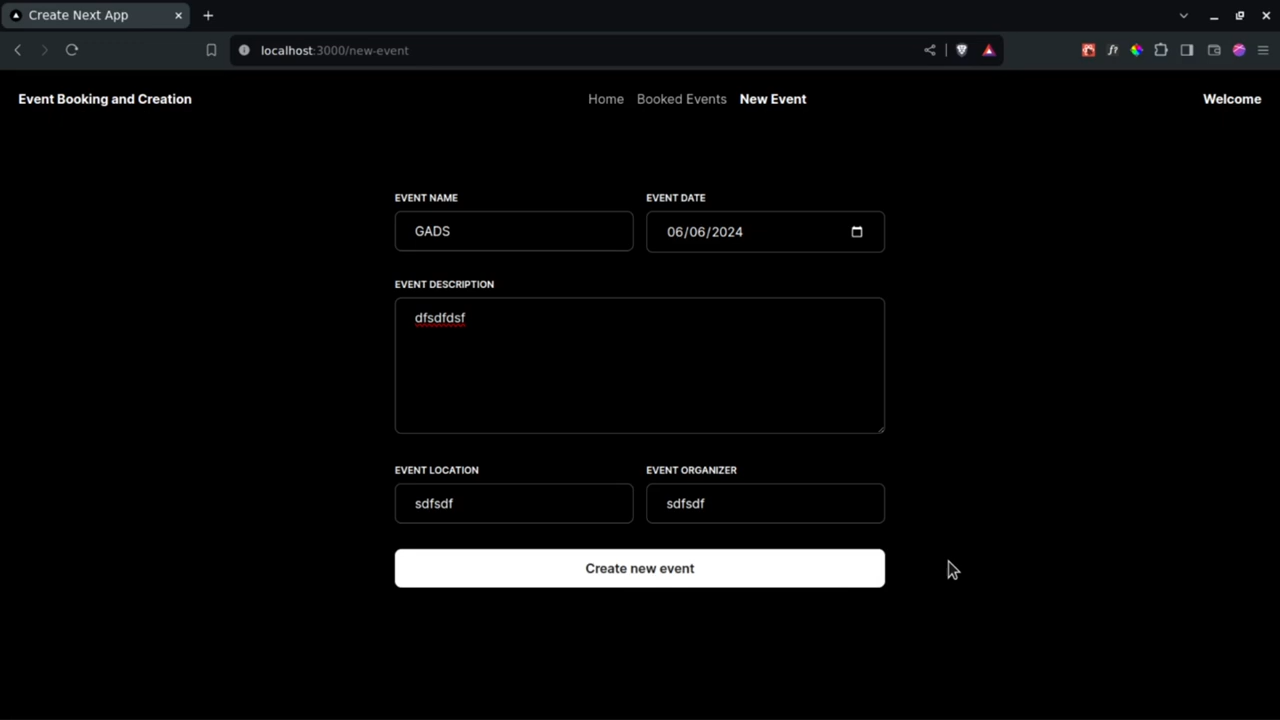 Create Next App
localhost:3000/new-event
f?
Event Booking and Creation
Home Booked Events New Event
Welcome
EVENT NAME EVENT DATE
GADS 06/06/2024
EVENT DESCRIPTION
dfsdfdsf
EVENT LOCATION EVENT ORGANIZER
sdfsdf sdfsdf
Create new event